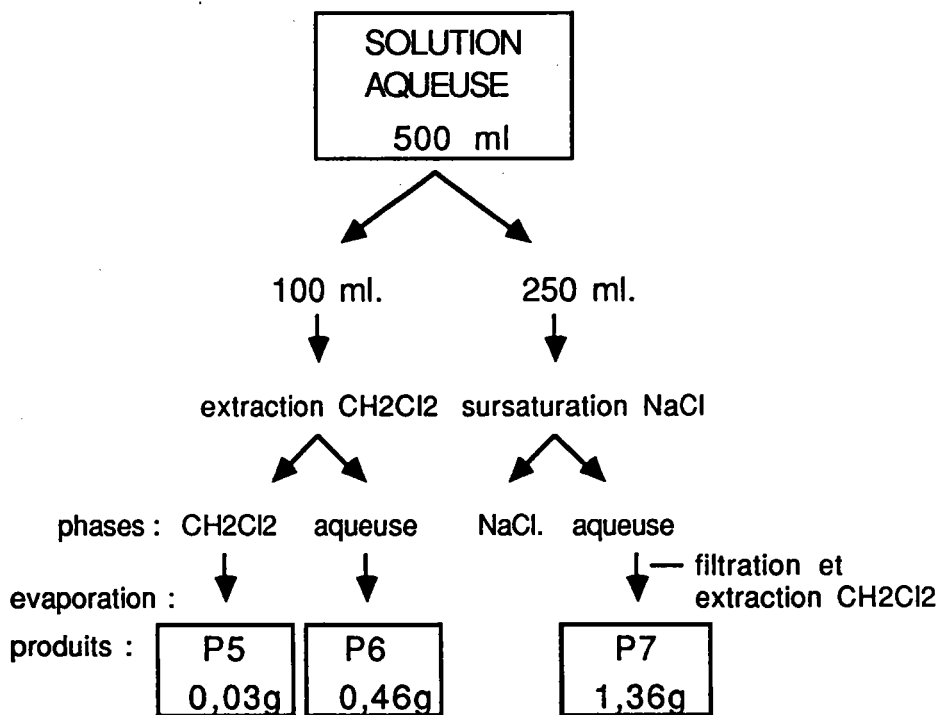 SOLUTION
AQUEUSE
500 ml
100 ml.
250 ml.
extraction CH2Cl2
sursaturation NaCl
phases : CH2Cl2 aqueuse NaCl. aqueuse
filtration et
extraction CH2Cl2
evaporation :
produits :
P5
0,03g
P6
0,46g
P7
1,36g